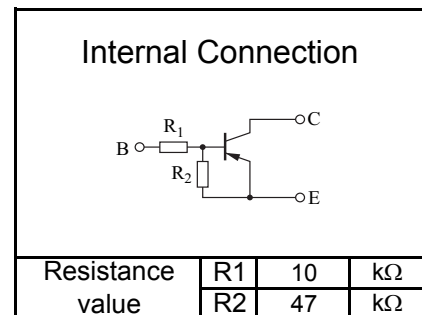 Internal Connection
C
R1
B
R2
E
Resistance value R1 10 kΩ
R2 47 kΩ